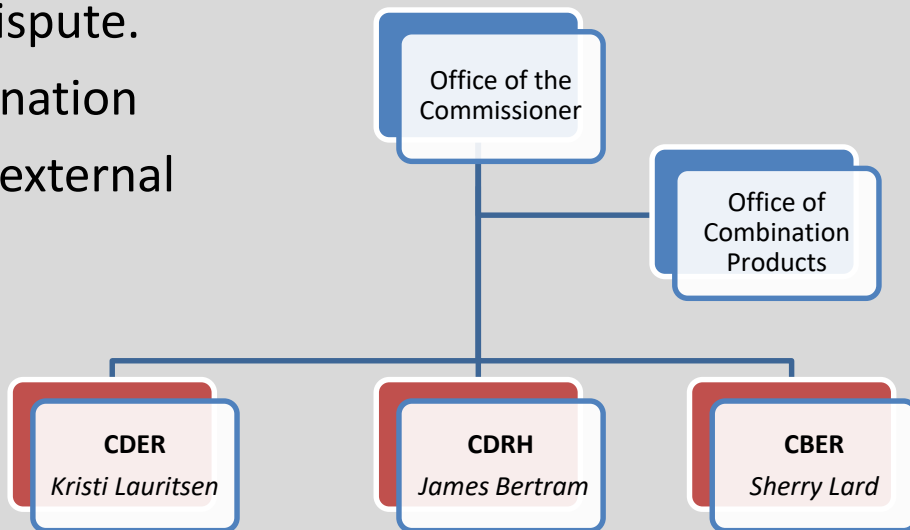 ispute.
nation
external
Office of the
Commissioner
Office of
Combination
Products
CDER
Kristi Lauritsen
CDRH
James Bertram
CBER
Sherry Lard